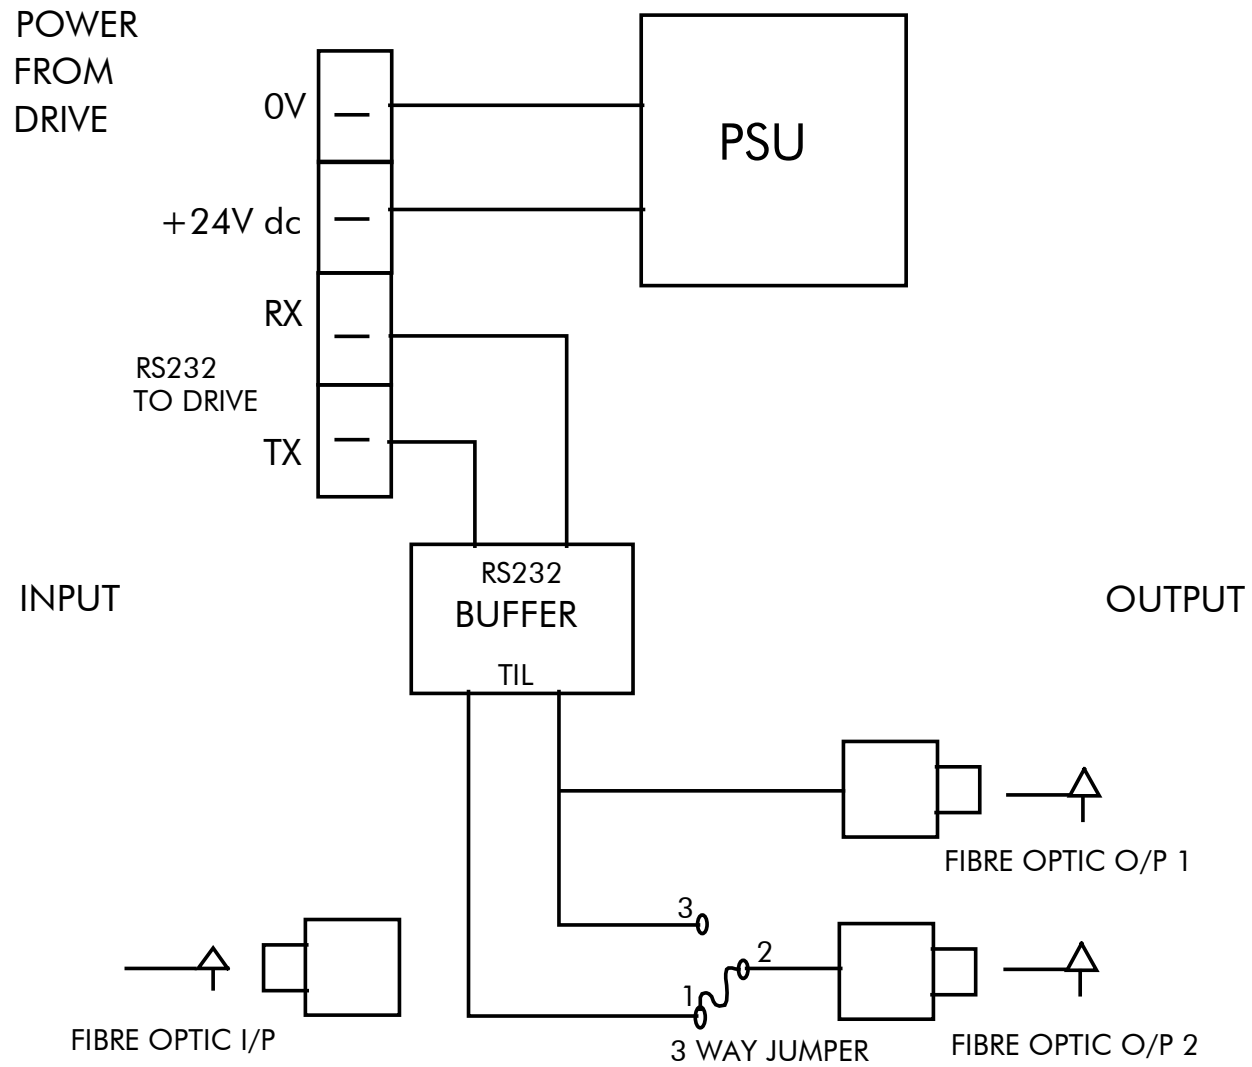 POWER
FROM
DRIVE
0V
PSU
+24V dc
RX
RS232
TO DRIVE
TX
RS232
BUFFER
TIL
INPUT
OUTPUT
FIBRE OPTIC O/P 1
3
2
1
FIBRE OPTIC I/P
3 WAY JUMPER
FIBRE OPTIC O/P 2